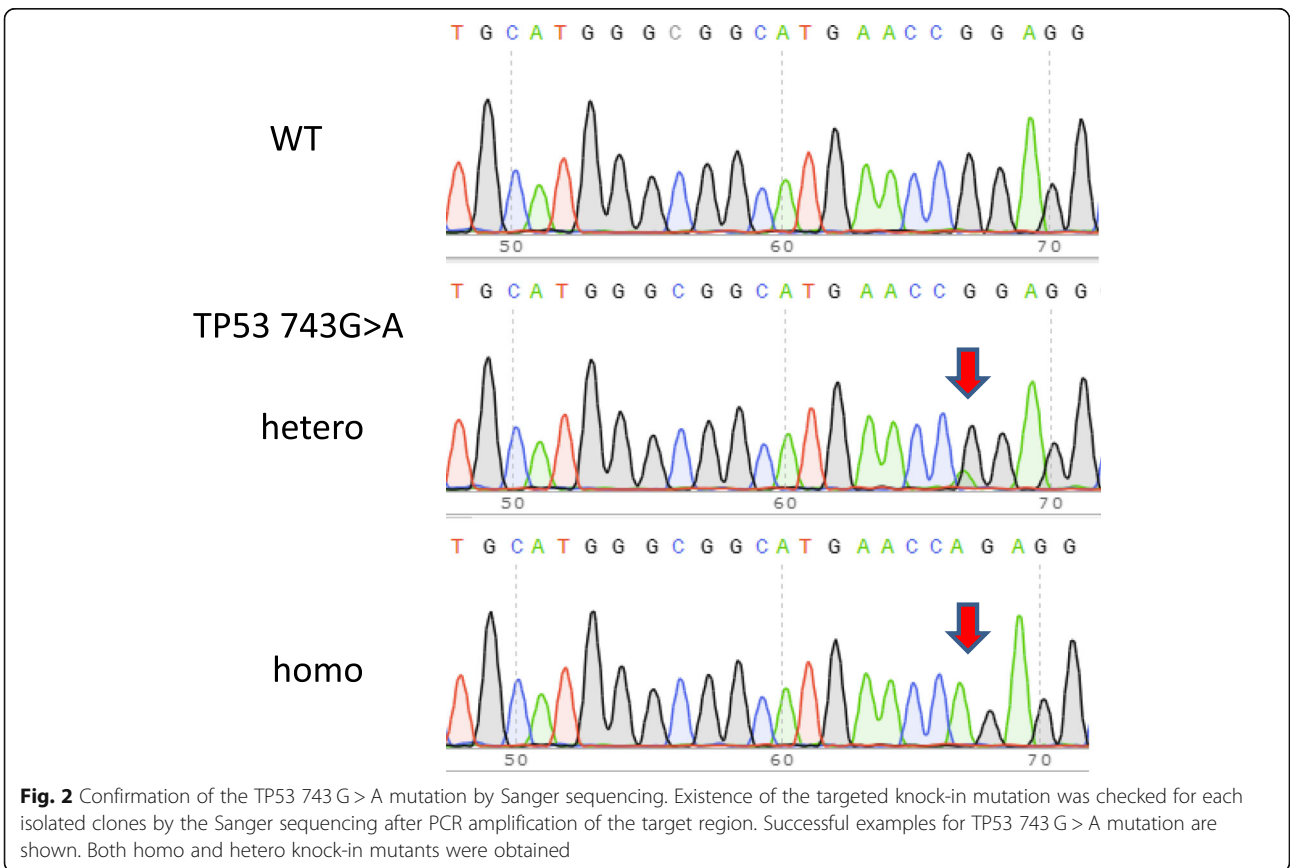 T G C A T G G G C G G C A T G A A C C G G A G G
WT
50 60 70
T G C A T G G G C G G C A T G A A C C G G A G G
TP53 743G>A
hetero
50 60 70
T G C A T G G G C G G C A T G A A C C A G A G G
homo
50 60 70
Fig. 2 Confirmation of the TP53 743 G > A mutation by Sanger sequencing. Existence of the targeted knock-in mutation was checked for each
isolated clones by the Sanger sequencing after PCR amplification of the target region. Successful examples for TP53 743 G > A mutation are
shown. Both homo and hetero knock-in mutants were obtained